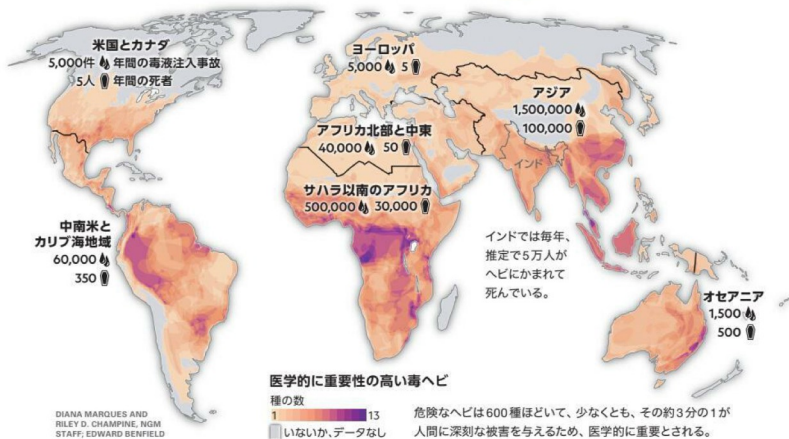 米国とカナダ
5,000件 年間の毒液注入事故
5人 年間の死者
ヨーロッパ
5,000 5
アジア
1,500,000
100,000
アフリカ北部と中東
40,000 50
インド
サハラ以南のアフリカ
500,000 30,000
中南米と
カリブ海地域
60,000
350
インドでは毎年、
推定で5万人が
ヘビにかまれて
死んでいる。
オセアニア
1,500
500
医学的に重要性の高い毒ヘビ
種の数
1 13
いないか、データなし
危険なヘビは600種ほどいて、少なくとも、その約3分の1が
人間に深刻な被害を与えるため、医学的に重要とされる。
DIANA MARQUES AND
RILEY D. CHAMPINE, NGM
STAFF; EDWARD BENFIELD